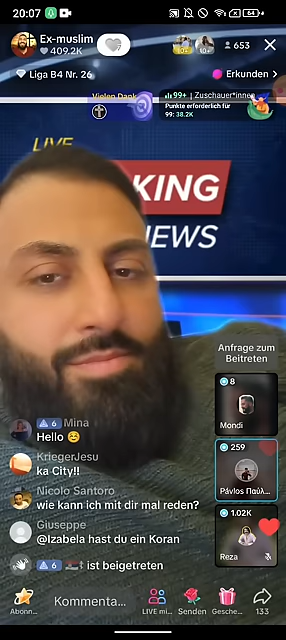 20:07
64%
Ex-muslim
409.2K
10+
10+
653
Liga B4 Nr. 26
Erkunden >
Vielen Dank
99+ | Zuschauer*innen
Punkte erforderlich für
99: 38.2K
LIVE
KING
NEWS
Anfrage zum
Beitreten
8
Mondi
259
Pávlos Παύλ...
1.02K
Reza
6 Mina
Hello ☺️
KriegerJesu
ka City!!
Nicolo Santoro
wie kann ich mit dir mal reden?
Giuseppe
@Izabela hast du ein Koran
6 t ist beigetreten
Abonn...
Kommenta...
LIVE mi...
Senden
Gesche...
133